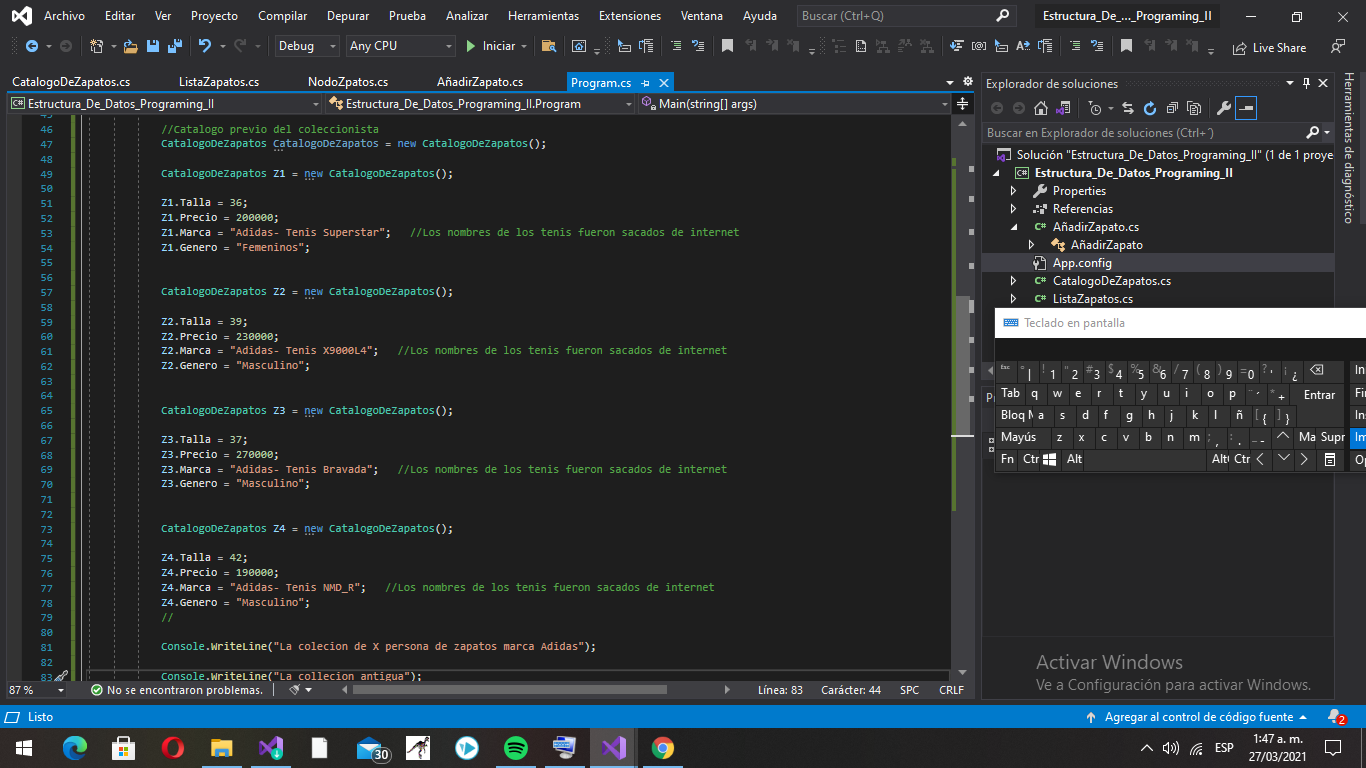 Archivo Editar Ver Proyecto Compilar Depurar Prueba Analizar Herramientas Extensiones Ventana Ayuda Buscar (Ctrl+Q) Estructura_De_..._Programing_II
Debug Any CPU Iniciar Live Share
CatalogoDeZapatos.cs ListaZapatos.cs NodoZpatos.cs AñadirZapato.cs Program.cs
Estructura_De_Datos_Programing_II Estructura_De_Datos_Programing_II.Program Main(string[] args)
45
46 //Catalogo previo del coleccionista
47 CatalogoDeZapatos CatalogoDeZapatos = new CatalogoDeZapatos();
48
49 CatalogoDeZapatos Z1 = new CatalogoDeZapatos();
50
51 Z1.Talla = 36;
52 Z1.Precio = 200000;
53 Z1.Marca = "Adidas- Tenis Superstar"; //Los nombres de los tenis fueron sacados de internet
54 Z1.Genero = "Femeninos";
55
56
57 CatalogoDeZapatos Z2 = new CatalogoDeZapatos();
58
59 Z2.Talla = 39;
60 Z2.Precio = 230000;
61 Z2.Marca = "Adidas- Tenis X9000L4"; //Los nombres de los tenis fueron sacados de internet
62 Z2.Genero = "Masculino";
63
64
65 CatalogoDeZapatos Z3 = new CatalogoDeZapatos();
66
67 Z3.Talla = 37;
68 Z3.Precio = 270000;
69 Z3.Marca = "Adidas- Tenis Bravada"; //Los nombres de los tenis fueron sacados de internet
70 Z3.Genero = "Masculino";
71
72
73 CatalogoDeZapatos Z4 = new CatalogoDeZapatos();
74
75 Z4.Talla = 42;
76 Z4.Precio = 190000;
77 Z4.Marca = "Adidas- Tenis NMD_R"; //Los nombres de los tenis fueron sacados de internet
78 Z4.Genero = "Masculino";
79 //
80
81 Console.WriteLine("La colecion de X persona de zapatos marca Adidas");
82
83 Console.WriteLine("La collecion antigua");
87 % No se encontraron problemas. Línea: 83 Carácter: 44 SPC CRLF
Explorador de soluciones
Buscar en Explorador de soluciones (Ctrl+´)
Solución "Estructura_De_Datos_Programing_II" (1 de 1 proye
Estructura_De_Datos_Programing_II
Properties
Referencias
AñadirZapato.cs
AñadirZapato
App.config
CatalogoDeZapatos.cs
ListaZapatos.cs
Herramientas de diagnóstico
Teclado en pantalla
Esc ° | ! 1 " 2 # 3 $ 4 % 5 & 6 / 7 ( 8 ) 9 = 0 ? ' ¡ ¿ In
Tab q w e r t y u i o p ¨ ´ * + Entrar Fi
Bloq M a s d f g h j k l ñ [ { ] } Ins
Mayús z x c v b n m ; , : . _ - Ma Supr Im
Fn Ctr Alt Alt Ctr Op
Activar Windows
Ve a Configuración para activar Windows.
Listo Agregar al control de código fuente 2
30 ESP 1:47 a. m.
27/03/2021